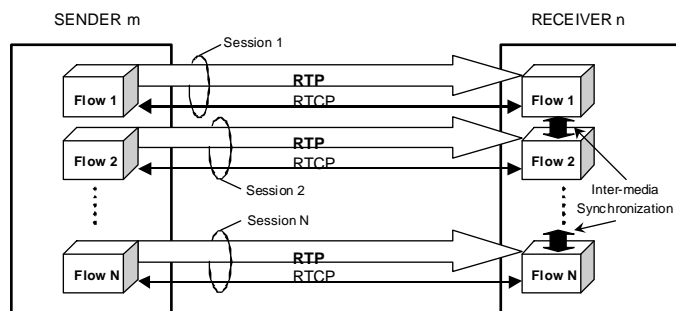 SENDER m
RECEIVER n
Session 1
RTP
Flow 1
RTCP
Flow 1
RTP
Flow 2
RTCP
Flow 2
Session 2
Inter-media
Synchronization
Session N
RTP
Flow N
RTCP
Flow N